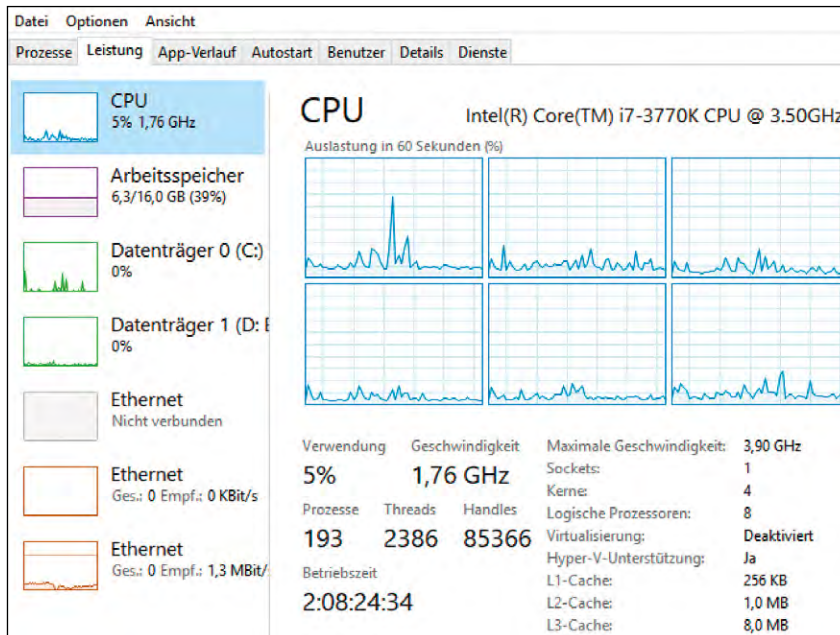 Datei Optionen Ansicht
Prozesse Leistung App-Verlauf Autostart Benutzer Details Dienste
CPU
5% 1,76 GHz
Arbeitsspeicher
6,3/16,0 GB (39%)
Datenträger 0 (C:)
0%
Datenträger 1 (D: E
0%
Ethernet
Nicht verbunden
Ethernet
Ges.: 0 Empf.: 0 KBit/s
Ethernet
Ges.: 0 Empf.: 1,3 MBit/
CPU
Intel(R) Core(TM) i7-3770K CPU @ 3.50GHz
Auslastung in 60 Sekunden (%)
Verwendung Geschwindigkeit
5% 1,76 GHz
Prozesse Threads Handles
193 2386 85366
Betriebszeit
2:08:24:34
Maximale Geschwindigkeit: 3,90 GHz
Sockets: 1
Kerne: 4
Logische Prozessoren: 8
Virtualisierung: Deaktiviert
Hyper-V-Unterstützung: Ja
L1-Cache: 256 KB
L2-Cache: 1,0 MB
L3-Cache: 8,0 MB